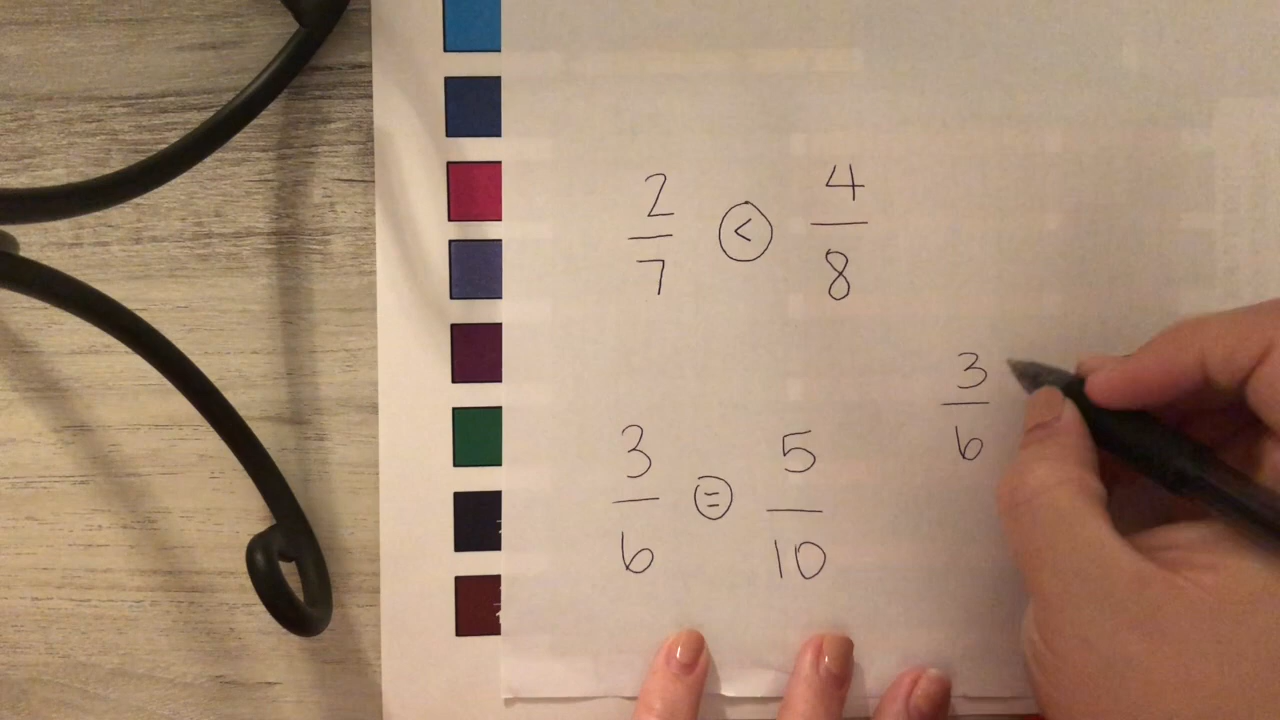 2/7 < 4/8
3/6
3/6 = 5/10